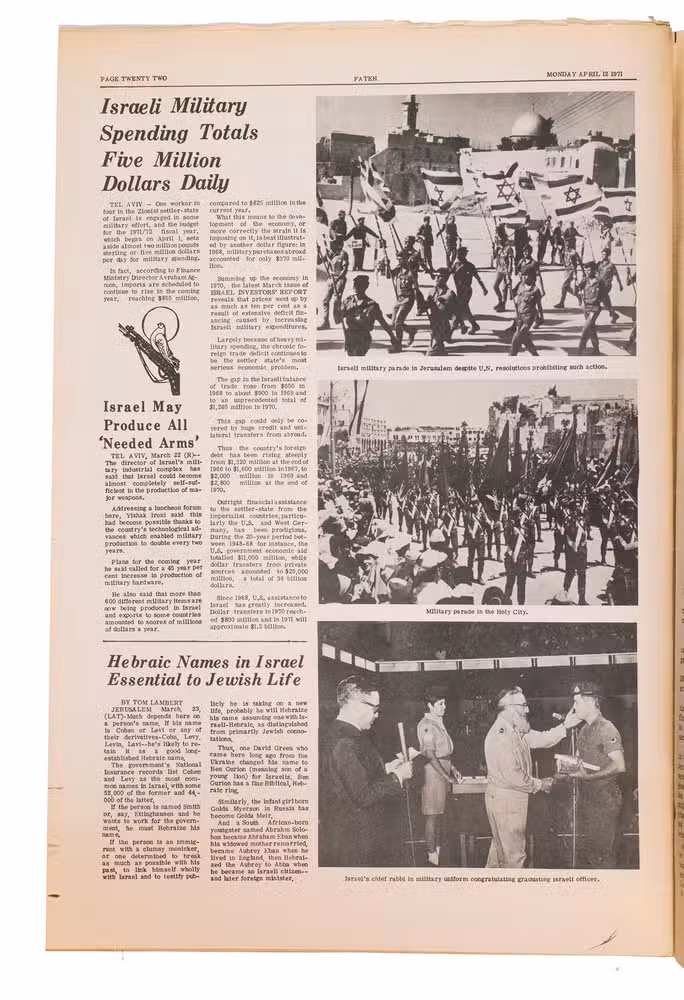 PAGE TWENTY TWO
FATEH
MONDAY APRIL 12 1971
Israeli Military
Spending Totals
Five Million
Dollars Daily
TEL AVIV - One worker in
four in the Zionist settler-state
of Israel is engaged in some
military effort, and the budget
for the 1971/72 fiscal year,
which began on April 1, sets
aside almost two million pounds
sterling or five million dollars
per day for military spending.
In fact, according to Finance
Ministry Director Avraham Ag-
mon, imports are scheduled to
continue to rise in the coming
year, reaching $855 million,
compared to $825 million in the
current year.
What this means to the deve-
lopment of the economy, or
more correctly the strain it is
imposing on it, is best illustrat-
ed by another dollar figure: in
1968, military purchases abroad
accounted for only $370 mil-
lion.
Summing up the economy in
1970, the latest March issue of
ISRAEL INVESTORS' REPORT
reveals that prices went up by
as much as ten per cent as a
result of extensive deficit fin-
ancing caused by increasing
Israeli military expenditures.
Largely because of heavy mi-
litary spending, the chronic fo-
reign trade deficit continues to
be the settler state's most
serious economic problem.
The gap in the Israeli balance
of trade rose from $650 in
1968 to about $900 in 1969 and
to an unprecedented total of
$1,265 million in 1970.
This gap could only be co-
vered by huge credit and uni-
lateral transfers from abroad.
Thus the country's foreign
debt has been rising steeply
from $1,320 million at the end of
1966 to $1,600 million in 1967, to
$2,000 million in 1969 and
$2,800 million at the end of
1970.
Outright financial assistance
to the settler-state from the
imperialist countries, particu-
larly the U.S. and West Ger-
many, has been prodigious.
During the 20-year period bet-
ween 1948-68 for instance, the
U.S. government economic aid
totalled $11,000 million, while
dollar transfers from private
sources amounted to $25,000
million, a total of 36 billion
dollars.
Since 1968, U.S. assistance to
Israel has greatly increased.
Dollar transfers in 1970 reach-
ed $800 million and in 1971 will
approximate $1.5 billion.
Israel May
Produce All
'Needed Arms'
TEL AVIV, March 22 (R)--
The director of Israel's mili-
tary industrial complex has
said that Israel could become
almost completely self-suf-
ficient in the production of ma-
jor weapons.
Addressing a luncheon forum
here, Yizhak Ironi said this
had become possible thanks to
the country's technological ad-
vances which enabled military
production to double every two
years.
Plans for the coming year
he said called for a 45 year per
cent increase in production of
military hardware.
He also said that more than
600 different military items are
now being produced in Israel
and exports to some countries
amounted to scores of millions
of dollars a year.
Israeli military parade in Jerusalem despite U.N. resolutions prohibiting such action.
Military parade in the Holy City.
Israel's chief rabbi in military uniform congratulating graduating Israeli officer.
Hebraic Names in Israel
Essential to Jewish Life
BY TOM LAMBERT
JERUSALEM March, 23,
(LAT)-Much depends here on
a person's name. If his name
is Cohen or Levi or any of
their derivatives-Cohn, Levy,
Levin, Lavi--he's likely to re-
tain it as a good long-
established Hebraic name.
The government's National
Insurance records list Cohen
and Levy as the most com-
mon names in Israel, with some
52,000 of the former and 44,-
000 of the latter.
If the person is named Smith
or, say, Ettinghausen and he
wants to work for the govern-
ment, he must Hebraize his
name.
If the person is an immig-
rant with a clumsy monicker,
or one determined to break
as much as possible with his
past, to link himself wholly
with Israel and to testify pub-
licly he is taking on a new
life, probably he will Hebraize
his name assuming one with Is-
raeli-Hebraic, as distinguished
from primarily Jewish conno-
tations.
Thus, one David Green who
came here long ago from the
Ukraine changed his name to
Ben Gurion (meaning son of a
young lion) for Israelis, Ben
Gurion has a fine Biblical, Heb-
raic ring.
Similarly, the infant girl born
Golda Myerson in Russia has
become Golda Meir.
And a South African-born
youngster named Abrahm Solo-
hon became Abraham Eban when
his widowed mother remarried,
became Aubrey Eban when he
lived in England, then Hebrai-
zed the Aubrey to Abba when
he became an Israeli citizen--
and later foreign minister.